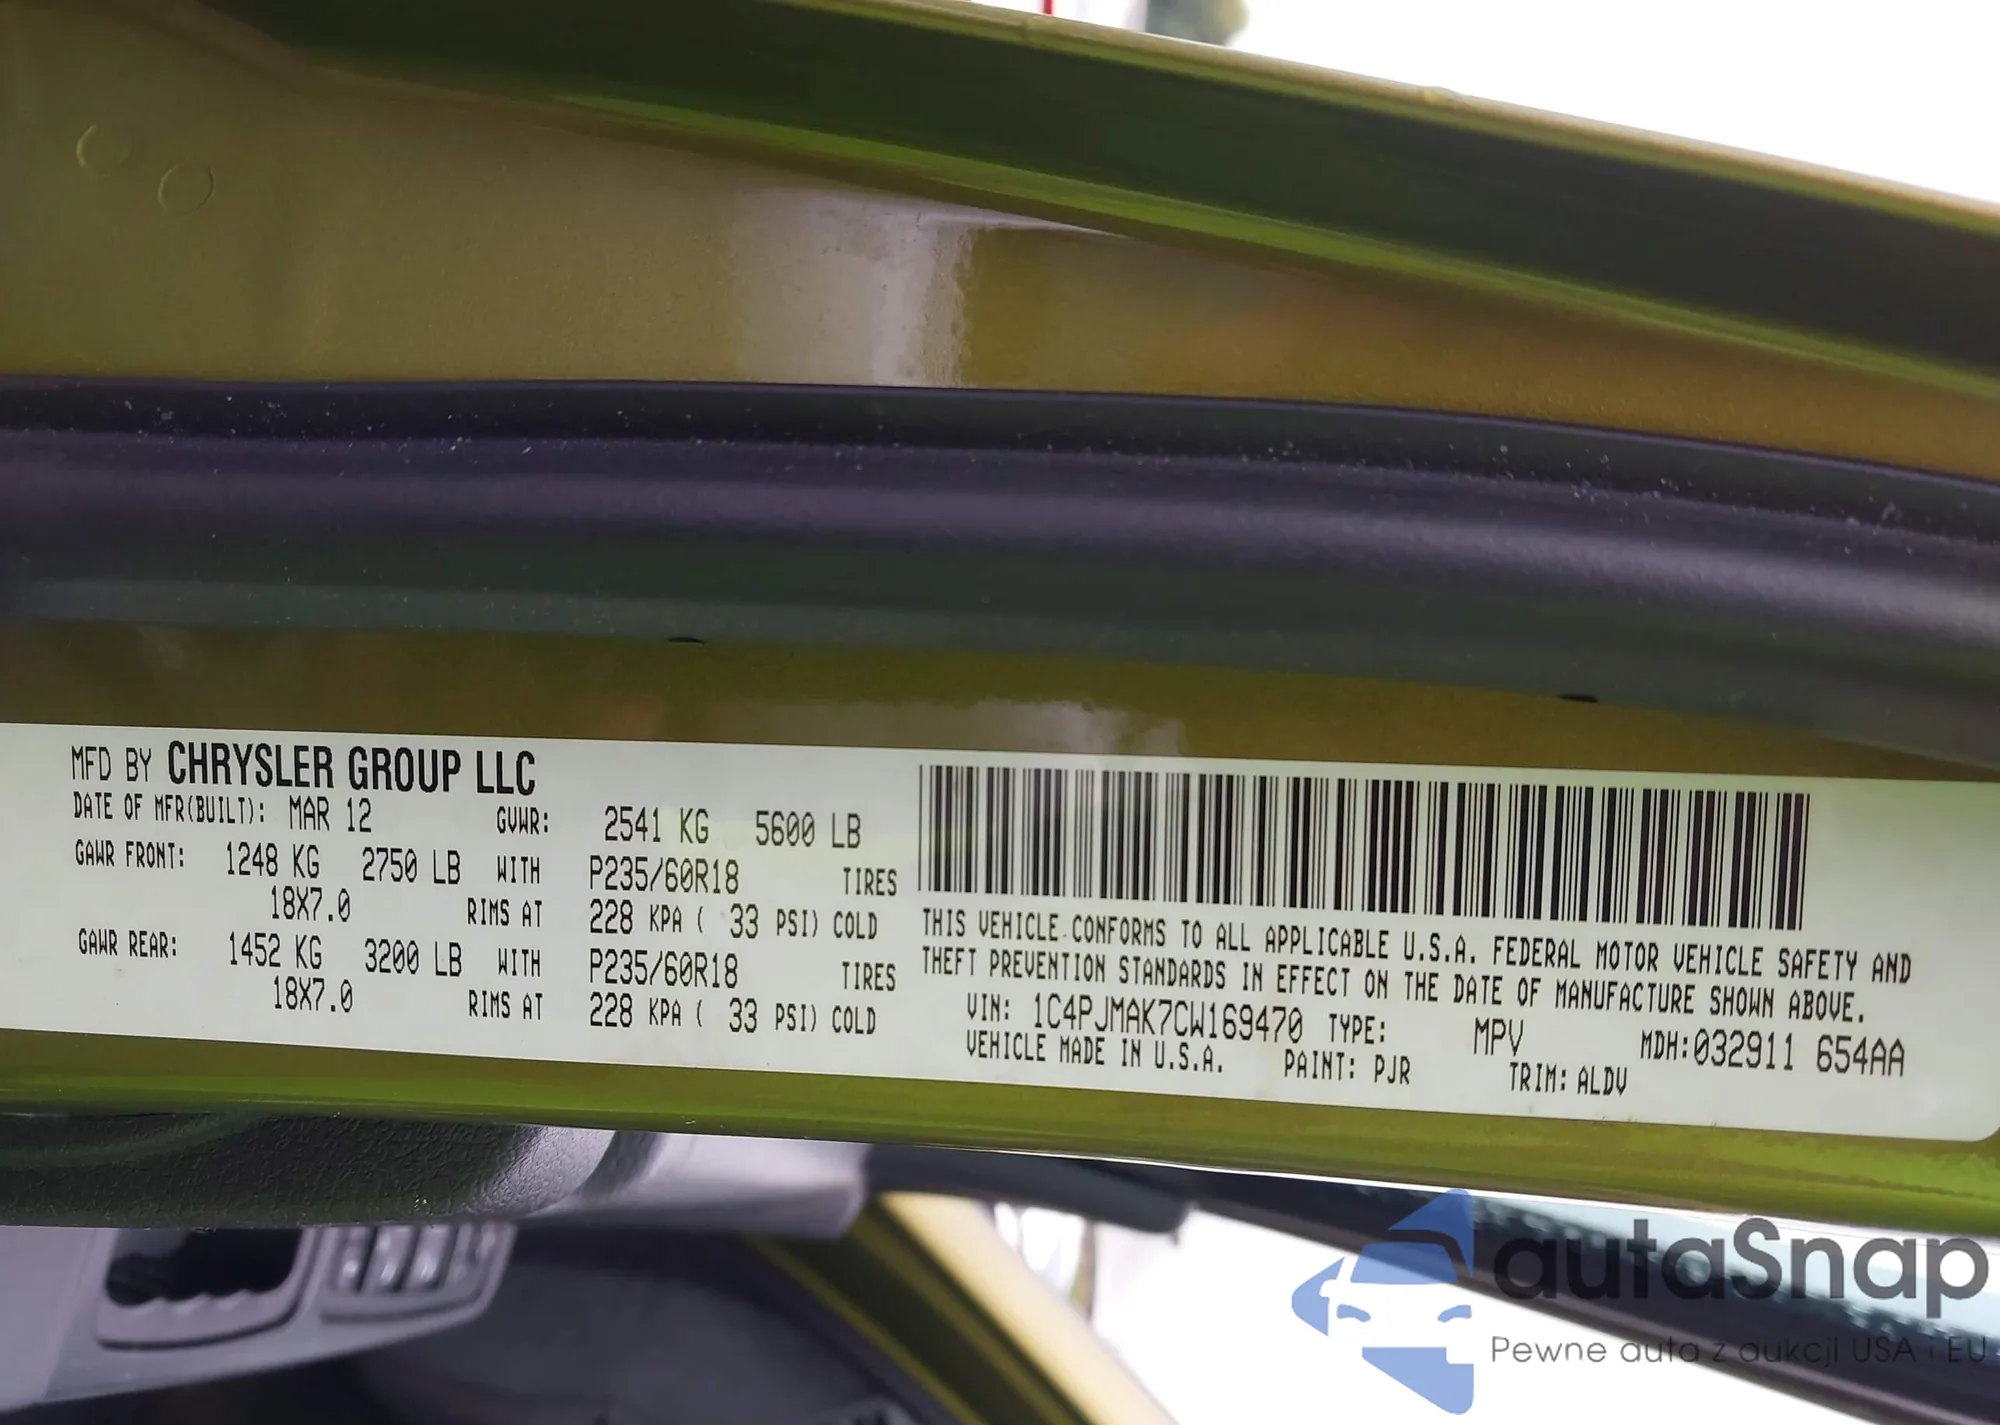 MFD BY CHRYSLER GROUP LLC
DATE OF MFR(BUILT): MAR 12 GVWR: 2541 KG 5600 LB
GAWR FRONT: 1248 KG 2750 LB WITH P235/60R18 TIRES
18X7.0 RIMS AT 228 KPA ( 33 PSI) COLD
GAWR REAR: 1452 KG 3200 LB WITH P235/60R18 TIRES
18X7.0 RIMS AT 228 KPA ( 33 PSI) COLD
THIS VEHICLE CONFORMS TO ALL APPLICABLE U.S.A. FEDERAL MOTOR VEHICLE SAFETY AND
THEFT PREVENTION STANDARDS IN EFFECT ON THE DATE OF MANUFACTURE SHOWN ABOVE.
VIN: 1C4PJMAK7CW169470 TYPE: MPV MDH:032911 654AA
VEHICLE MADE IN U.S.A. PAINT: PJR TRIM: ALDV
autaSnap
Pewne auta z aukcji USA i EU